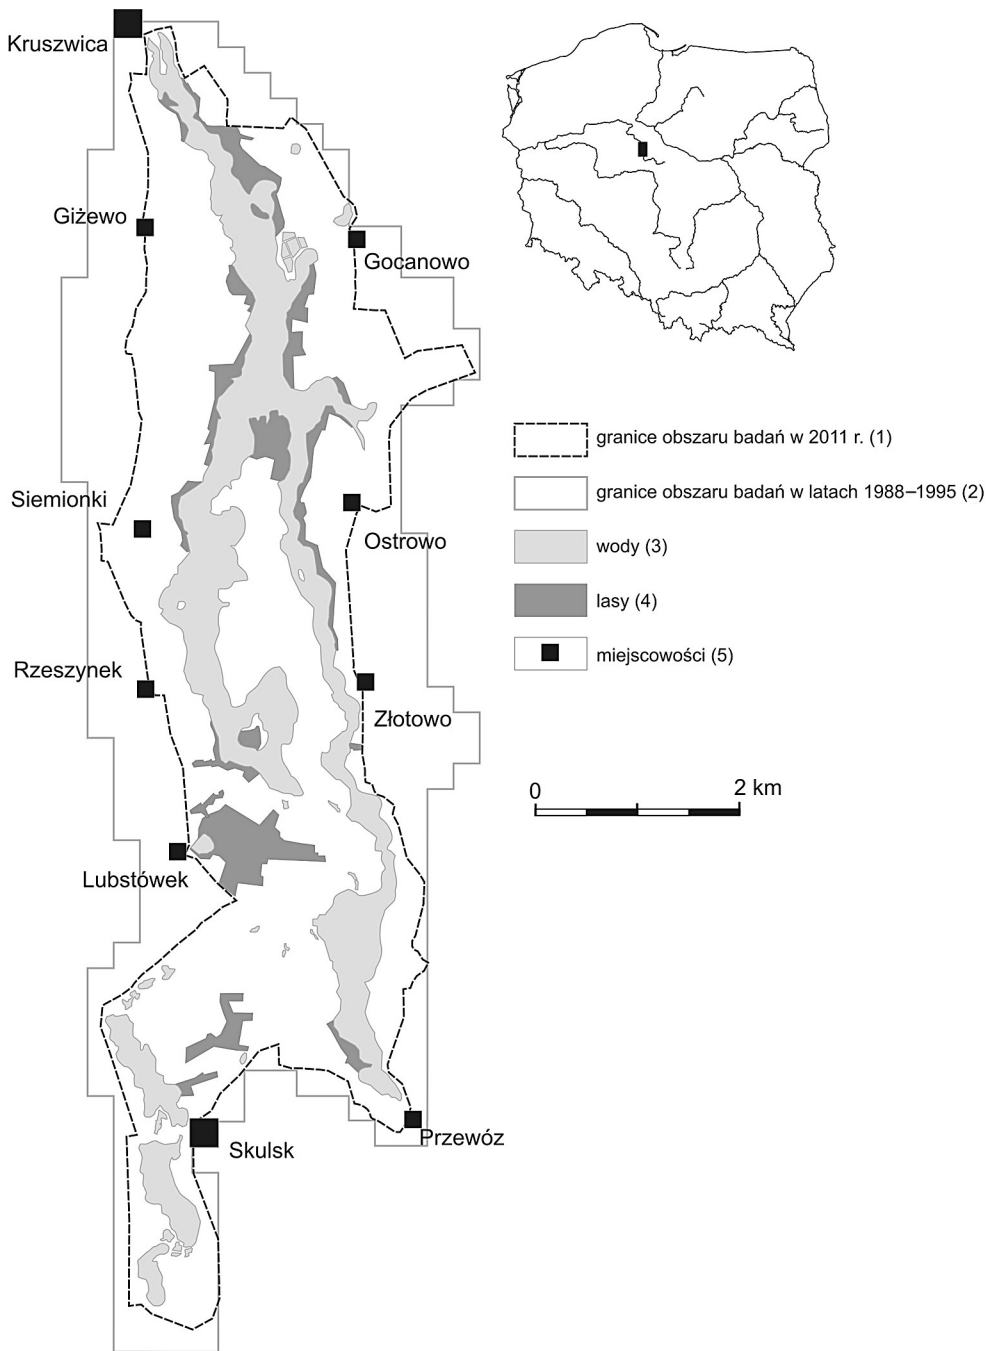 Kruszwica
Giżewo
Gocanowo
Siemionki
Ostrowo
Rzeszynek
Złotowo
Lubstówek
Skulsk
Przewóz
granice obszaru badań w 2011 r. (1)
granice obszaru badań w latach 1988–1995 (2)
wody (3)
lasy (4)
miejscowości (5)
0 2 km